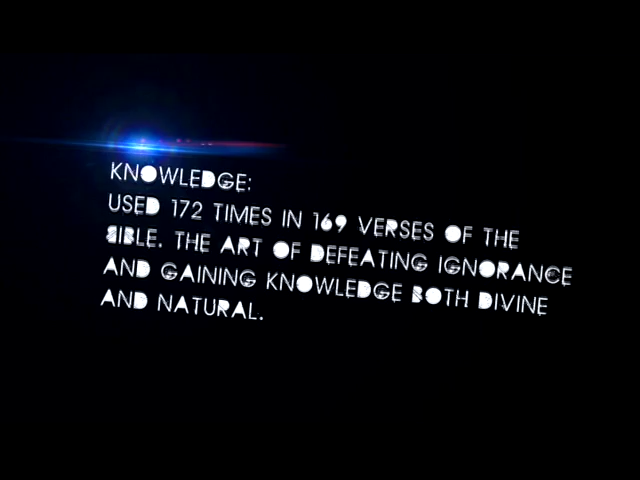 KNOWLEDGE:
USED 172 TIMES IN 169 VERSES OF THE
BIBLE. THE ART OF DEFEATING IGNORANCE
AND GAINING KNOWLEDGE BOTH DIVINE
AND NATURAL.